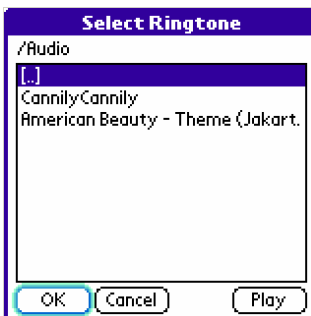 Select Ringtone
/Audio
[..]
CannilyCannily
American Beauty - Theme (Jakart.
OK Cancel Play